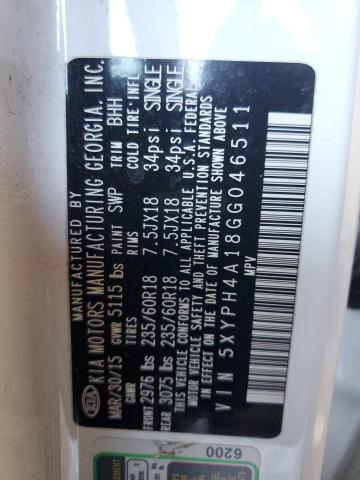 MANUFACTURED BY
KIA KIA MOTORS MANUFACTURING GEORGIA, INC.
MAR/30/15 GVWR 5115 lbs PAINT SWP TRIM BHH
GAWR TIRES RIMS COLD TIRE INFL
FRONT 2976 lbs 235/60R18 7.5JX18 34psi SINGLE
REAR 3075 lbs 235/60R18 7.5JX18 34psi SINGLE
THIS VEHICLE CONFORMS TO ALL APPLICABLE U.S.A. FEDERAL
MOTOR VEHICLE SAFETY AND THEFT PREVENTION STANDARDS
IN EFFECT ON THE DATE OF MANUFACTURE SHOWN ABOVE
VIN 5XYPH4A18GG046511
MPV
6200